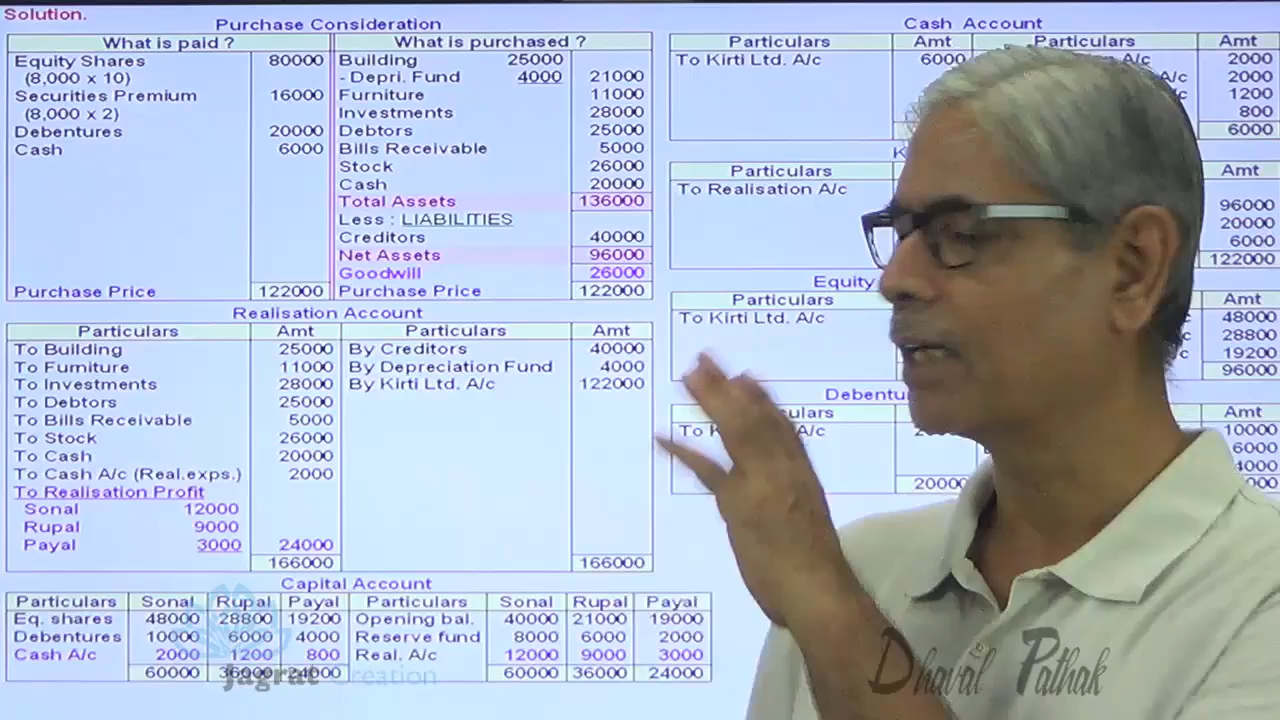 Solution.
Purchase Consideration
What is paid ? What is purchased ?
Equity Shares 80000 Building 25000
(8,000 x 10) - Depri. Fund 4000 21000
Securities Premium 16000 Furniture 11000
(8,000 x 2) Investments 28000
Debentures 20000 Debtors 25000
Cash 6000 Bills Receivable 5000
Stock 26000
Cash 20000
Total Assets 136000
Less : LIABILITIES
Creditors 40000
Net Assets 96000
Goodwill 26000
Purchase Price 122000 Purchase Price 122000
Realisation Account
Particulars Amt Particulars Amt
To Building 25000 By Creditors 40000
To Furniture 11000 By Depreciation Fund 4000
To Investments 28000 By Kirti Ltd. A/c 122000
To Debtors 25000
To Bills Receivable 5000
To Stock 26000
To Cash 20000
To Cash A/c (Real.exps.) 2000
To Realisation Profit
Sonal 12000
Rupal 9000
Payal 3000 24000
166000 166000
Capital Account
Particulars Sonal Rupal Payal Particulars Sonal Rupal Payal
Eq. shares 48000 28800 19200 Opening bal. 40000 21000 19000
Debentures 10000 6000 4000 Reserve fund 8000 6000 2000
Cash A/c 2000 1200 800 Real. A/c 12000 9000 3000
60000 36000 24000 60000 36000 24000
Cash Account
Particulars Amt Particulars Amt
To Kirti Ltd. A/c 6000 A/c 2000
A/c 2000
1200
800
6000
Particulars Amt
To Realisation A/c
96000
20000
6000
122000
Equity
Particulars Amt
To Kirti Ltd. A/c 48000
28800
19200
96000
Amt
A/c 10000
6000
4000
20000
Jagrat Creation
Dhaval Pathak